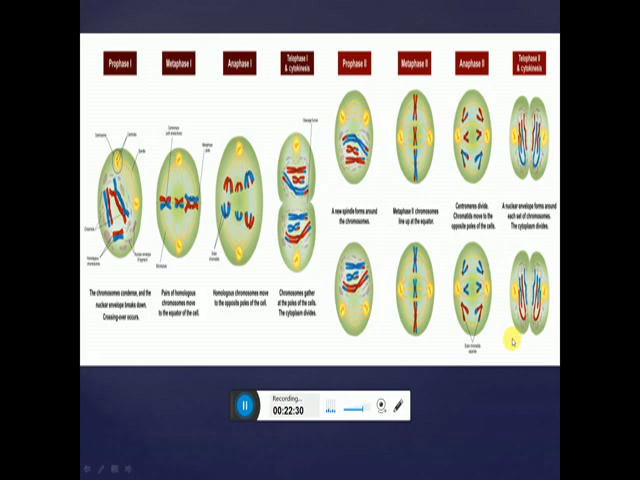 Prophase I
Metaphase I
Anaphase I
Telophase I
& cytokinesis
Prophase II
Metaphase II
Anaphase II
Telophase II
& cytokinesis
The chromosomes condense, and the
nuclear envelope breaks down.
Crossing-over occurs.
Pairs of homologous
chromosomes move
to the equator of the cell.
Homologous chromosomes move
to the opposite poles of the cell.
Chromosomes gather
at the poles of the cells.
The cytoplasm divides.
A new spindle forms around
the chromosomes.
Metaphase II chromosomes
line up at the equator.
Centromeres divide.
Chromatids move to the
opposite poles of the cells.
A nuclear envelope forms around
each set of chromosomes.
The cytoplasm divides.
Recording...
00:22:30